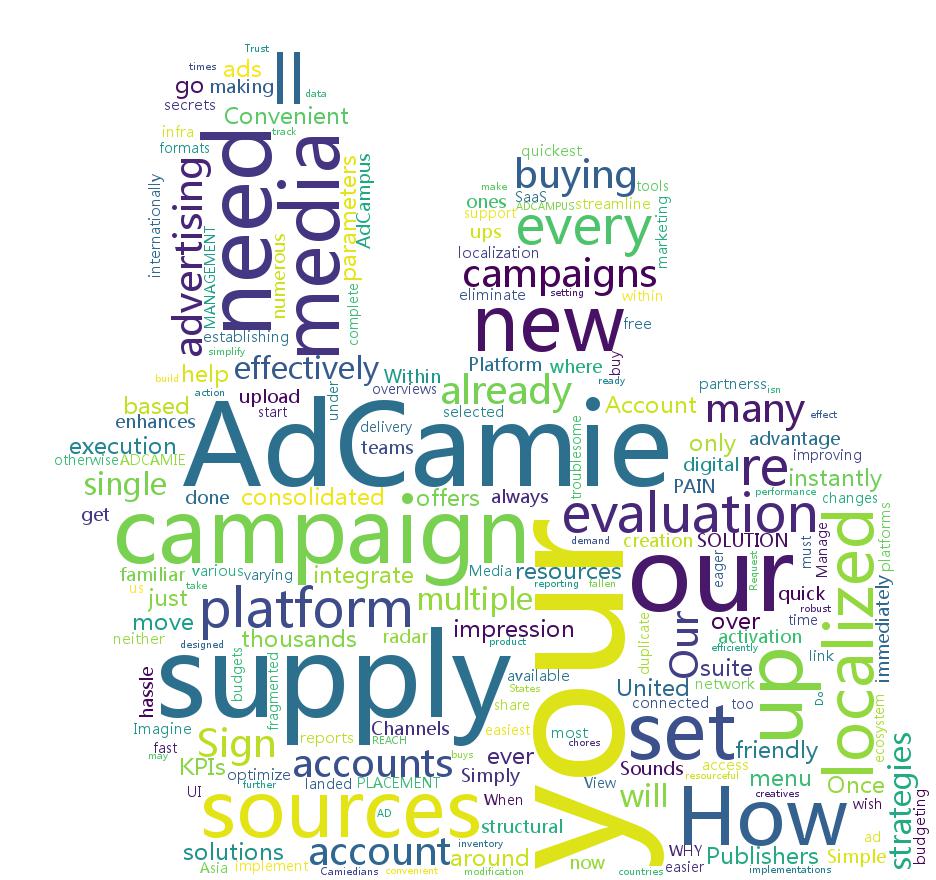 Trust
times
ads
ll
go
making
data
secrets
Convenient
infra
track
formats
need
media
advertising
parameters
AdCampus
internationally
MANAGEMENT
numerous
complete
establishing
simplify
quickest
buying
tools
make
SaaS
ones
ADCAMPUS
streamline
support
every
ups
marketing
localization
campaigns
eliminate
setting
within
new
free
buy
build
help
effectively
Platform
where
action
Within
overviews
ready
partnerss
isn
upload
under
already
based
start
selected
Account
many
effect
enhances
delivery
AdCamie
teams
troublesome
only
advantage
execution
otherwise
ADCAMIE
digital
re
improving
single
PAIN
instantly
done
consolidated
offers
always
performance
changes
get
campaign
your
evaluation
localized
platforms
demand
creation
SOLUTION
Manage
must
eager
Request
our
familiar
various
varying
integrate
Media
resources
reporting
fallen
immediately
us
take
just
platform
multiple
quick
robust
move
impression
over
time
neither
designed
thousands
radar
product
duplicate
Our
activation
efficiently
up
link
supply
hassle
budgets
fragmented
available
suite
States
United
network
share
connected
too
Do
set
Imagine
Channels
easiest
fast
Sign
reports
REACH
most
chores
friendly
ecosystem
may
accounts
buys
ever
KPIs
optimize
further
landed
PLACEMENT
Simply
Sounds
access
resourceful
menu
strategies
View
Once
UI
sources
When
will
How
creatives
wish
budgeting
AD
structural
ad
solutions
account
inventory
around
now
WHY
Publishers
Simple
Asia
implement
Camiedians
convenient
modification
countries
easier
implementations